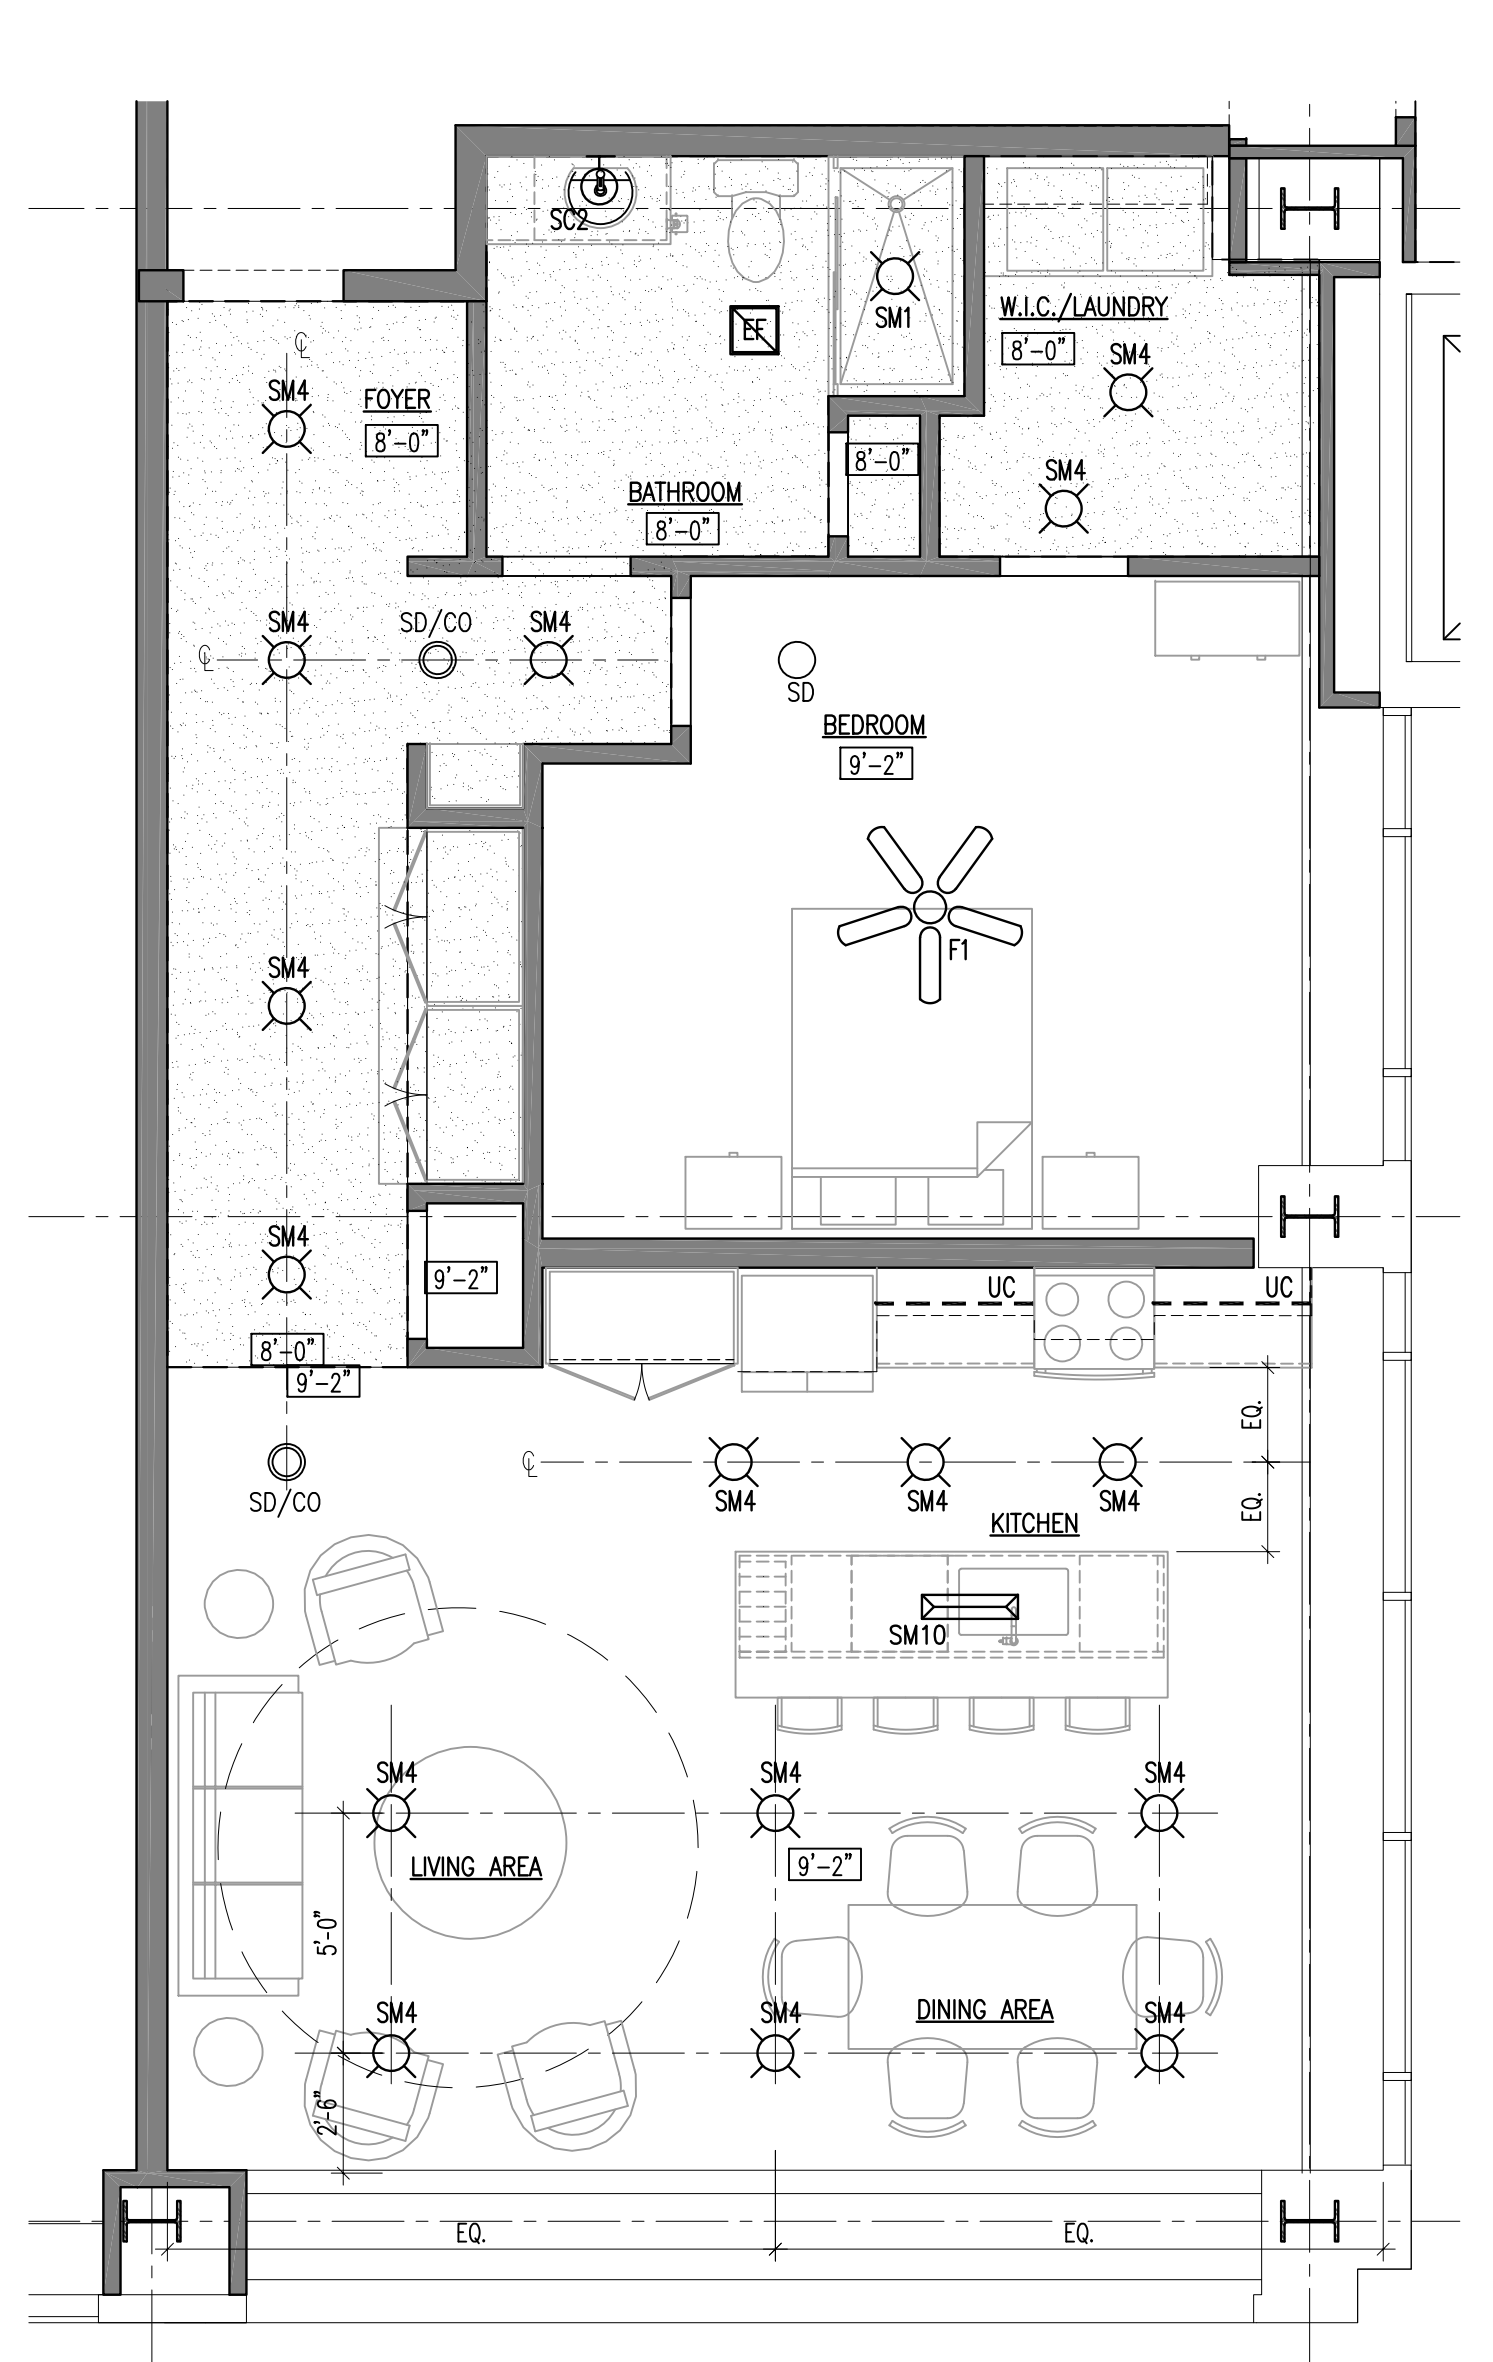 SC2
EF
SM1
W.I.C./LAUNDRY
8'-0"
SM4
℄
SM4
FOYER
8'-0"
8'-0"
SM4
BATHROOM
8'-0"
SM4
SD/CO
SM4
℄
SD
BEDROOM
9'-2"
F1
SM4
SM4
9'-2"
UC
UC
8'-0"
9'-2"
EQ.
℄
SD/CO
SM4
SM4
SM4
EQ.
KITCHEN
SM10
SM4
SM4
SM4
LIVING AREA
9'-2"
5'-0"
SM4
SM4
DINING AREA
SM4
2'-6"
EQ.
EQ.